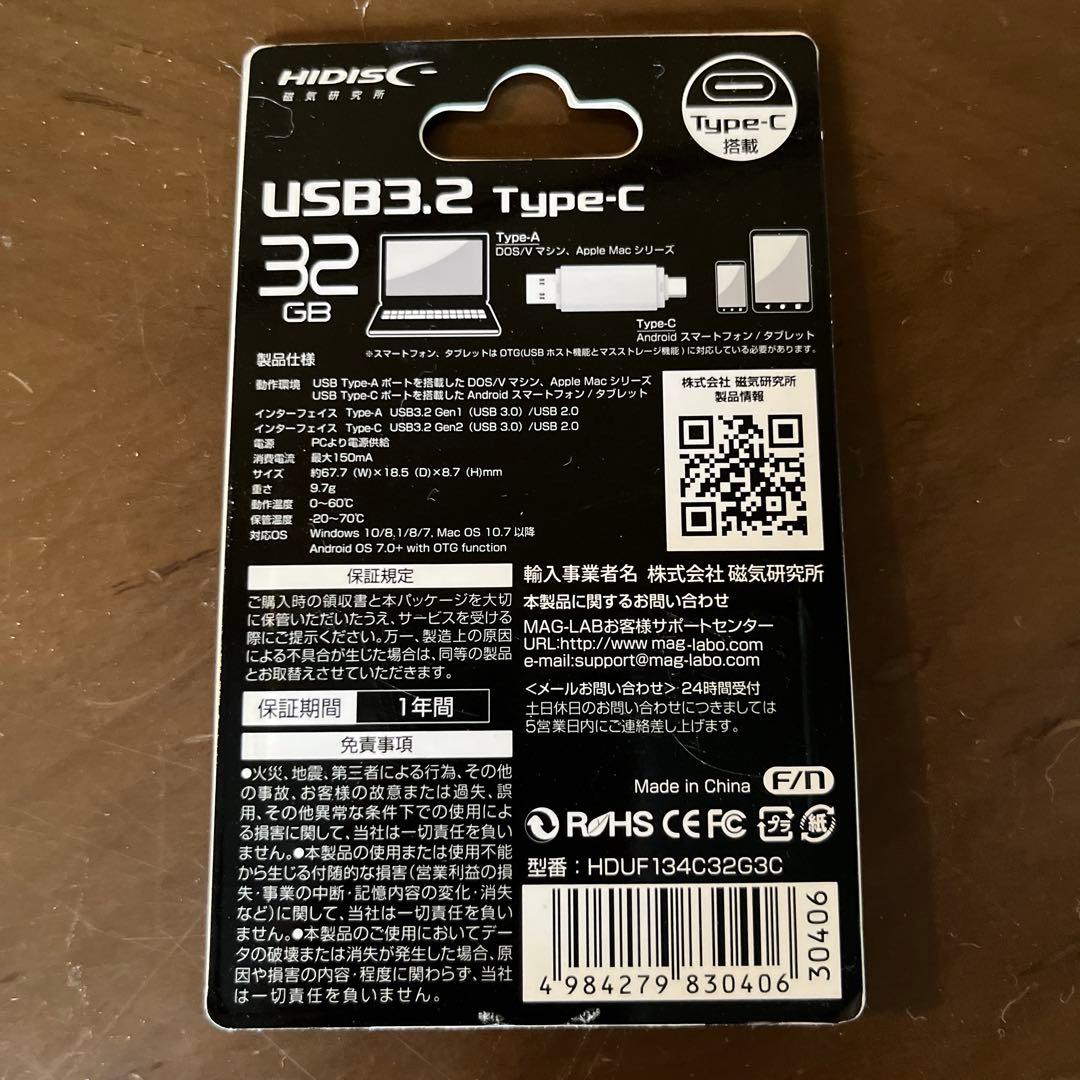 HIDISC
磁気研究所
Type-C
搭載
USB3.2 Type-C
32
GB
Type-A
DOS/V マシン、Apple Mac シリーズ
Type-C
Android スマートフォン / タブレット
※スマートフォン、タブレットは OTG(USB ホスト機能とマスストレージ機能 ) に対応している必要があります。
製品仕様
動作環境 USB Type-A ポートを搭載した DOS/V マシン、Apple Mac シリーズ
USB Type-C ポートを搭載した Android スマートフォン / タブレット
インターフェイス Type-A USB3.2 Gen1（USB 3.0）/USB 2.0
インターフェイス Type-C USB3.2 Gen2（USB 3.0）/USB 2.0
電源 PCより電源供給
消費電流 最大150mA
サイズ 約67.7 (W)×18.5 (D)×8.7 (H)mm
重さ 9.7g
動作温度 0〜60℃
保管温度 -20〜70℃
対応OS Windows 10/8.1/8/7, Mac OS 10.7 以降
Android OS 7.0+ with OTG function
株式会社 磁気研究所
製品情報
保証規定
ご購入時の領収書と本パッケージを大切
に保管いただいたうえ、サービスを受ける
際にご提示ください。万一、製造上の原因
による不具合が生じた場合は、同等の製品
とお取替えさせていただきます。
保証期間 1年間
免責事項
●火災、地震、第三者による行為、その他
の事故、お客様の故意または過失、誤
用、その他異常な条件下での使用によ
る損害に関して、当社は一切責任を負い
ません。●本製品の使用または使用不能
から生じる付随的な損害(営業利益の損
失・事業の中断・記憶内容の変化・消失
など)に関して、当社は一切責任を負い
ません。●本製品のご使用においてデー
タの破壊または消失が発生した場合、原
因や損害の内容・程度に関わらず、当社
は一切責任を負いません。
輸入事業者名 株式会社 磁気研究所
本製品に関するお問い合わせ
MAG-LABお客様サポートセンター
URL:http://www mag-labo.com
e-mail:support@mag-labo.com
＜メールお問い合わせ＞ 24時間受付
土日休日のお問い合わせにつきましては
5営業日内にご連絡差し上げます。
Made in China F/n
RoHS CE FC プラ 紙
型番：HDUF134C32G3C
4 984279 830406
30406